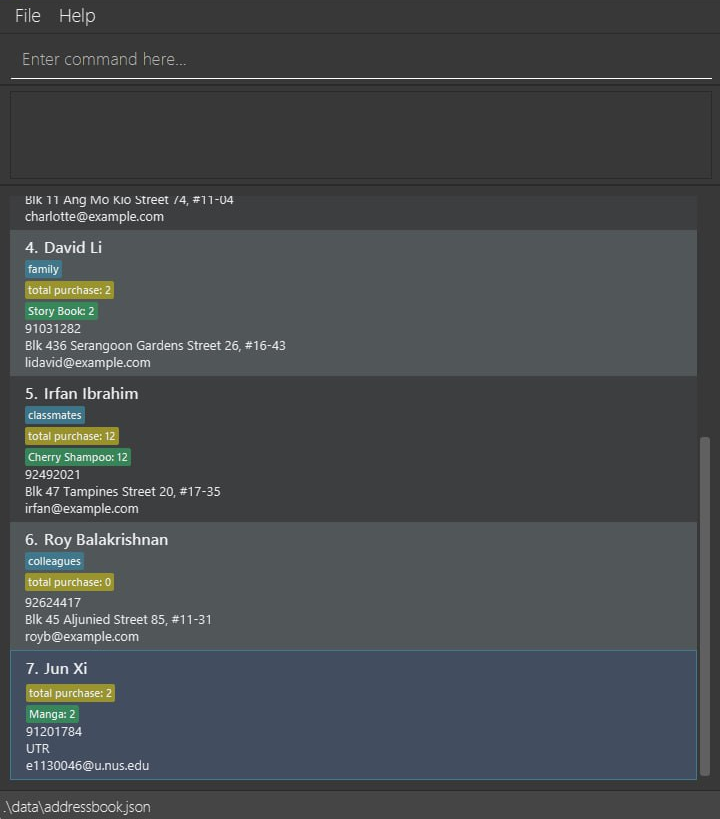 File Help
Enter command here...
Blk 11 Ang Mo Kio Street 74, #11-04
charlotte@example.com
4. David Li
family
total purchase: 2
Story Book: 2
91031282
Blk 436 Serangoon Gardens Street 26, #16-43
lidavid@example.com
5. Irfan Ibrahim
classmates
total purchase: 12
Cherry Shampoo: 12
92492021
Blk 47 Tampines Street 20, #17-35
irfan@example.com
6. Roy Balakrishnan
colleagues
total purchase: 0
92624417
Blk 45 Aljunied Street 85, #11-31
royb@example.com
7. Jun Xi
total purchase: 2
Manga: 2
91201784
UTR
e1130046@u.nus.edu
.\data\addressbook.json